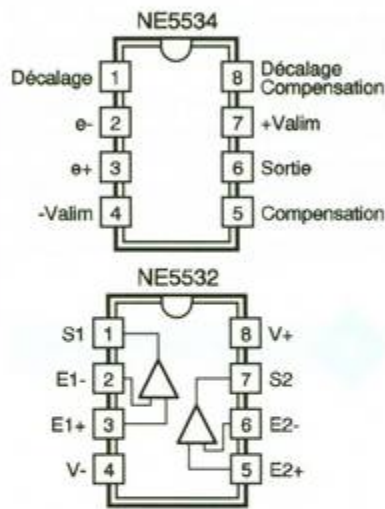 NE5534
Décalage 1 8 Décalage
Compensation
e- 2 7 +Valim
e+ 3 6 Sortie
-Valim 4 5 Compensation
NE5532
S1 1 8 V+
E1- 2 7 S2
E1+ 3 6 E2-
V- 4 5 E2+